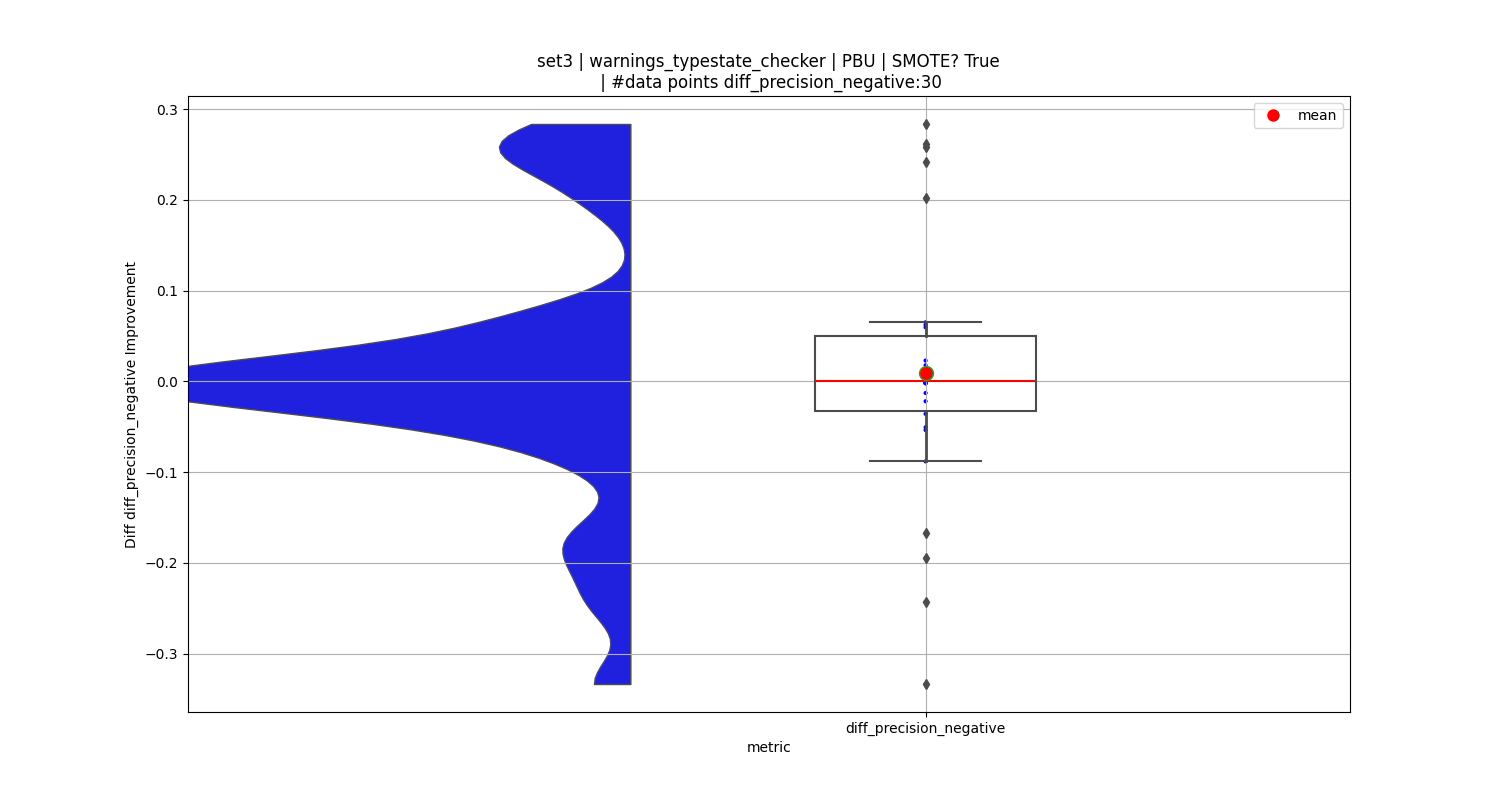 set3 | warnings_typestate_checker | PBU | SMOTE? True
| #data points diff_precision_negative:30
mean
0.3
0.2
0.1
0.0
−0.1
−0.2
−0.3
Diff diff_precision_negative Improvement
diff_precision_negative
metric